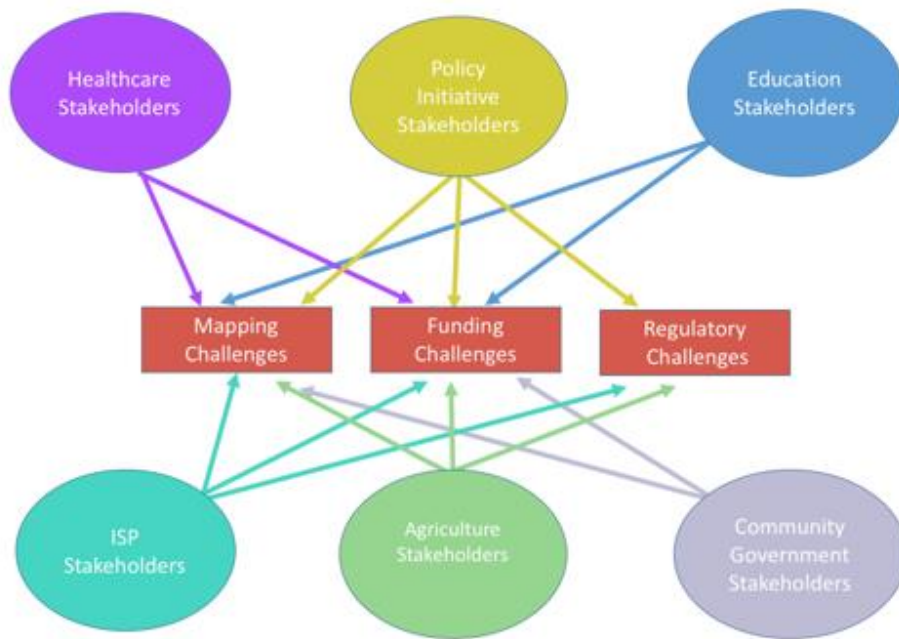 Healthcare
Stakeholders
Policy
Initiative
Stakeholders
Education
Stakeholders
Mapping
Challenges
Funding
Challenges
Regulatory
Challenges
ISP
Stakeholders
Agriculture
Stakeholders
Community
Government
Stakeholders